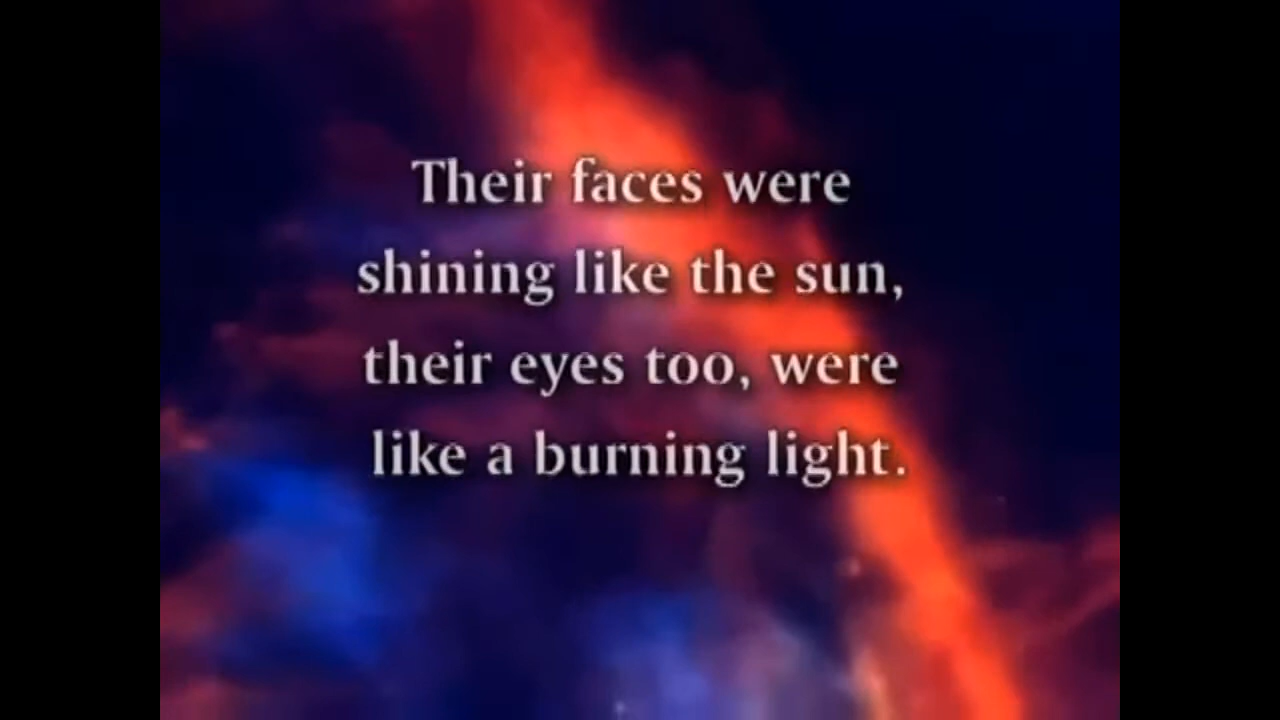 Their faces were
shining like the sun,
their eyes too, were
like a burning light.